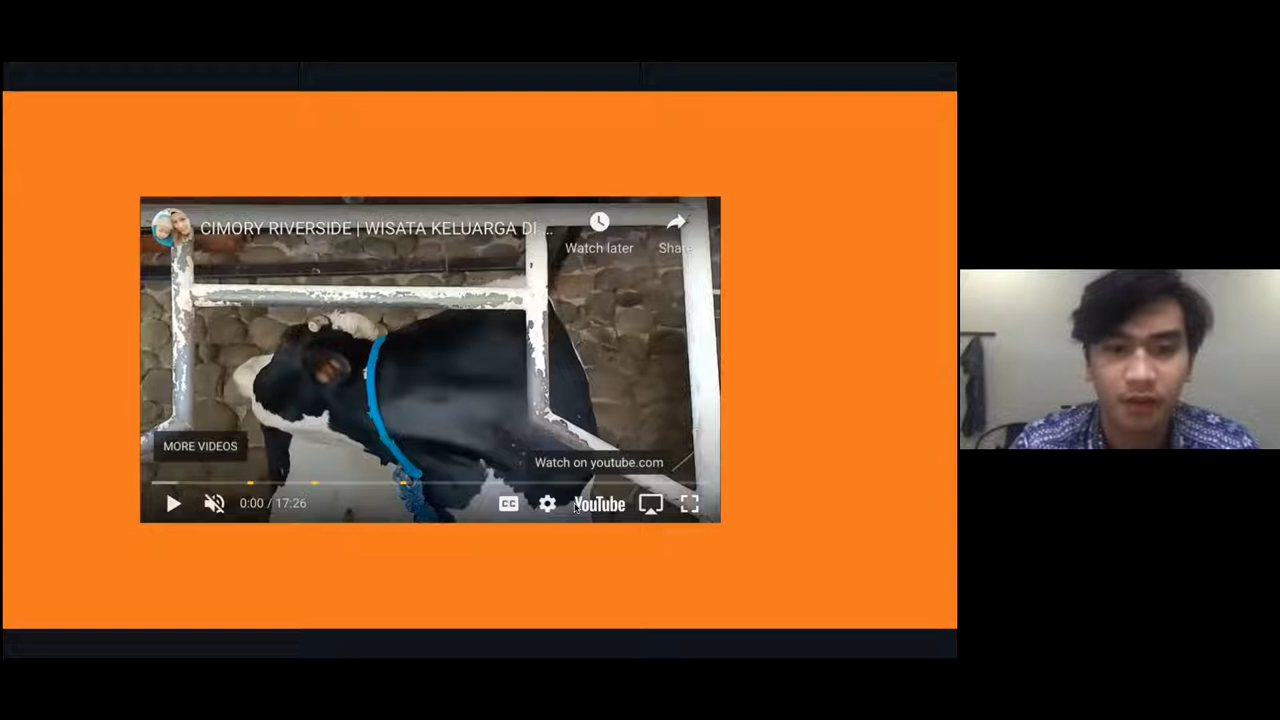 CIMORY RIVERSIDE | WISATA KELUARGA DI ...
Watch later
Share
MORE VIDEOS
Watch on youtube.com
0:00 / 17:26
CC
YouTube